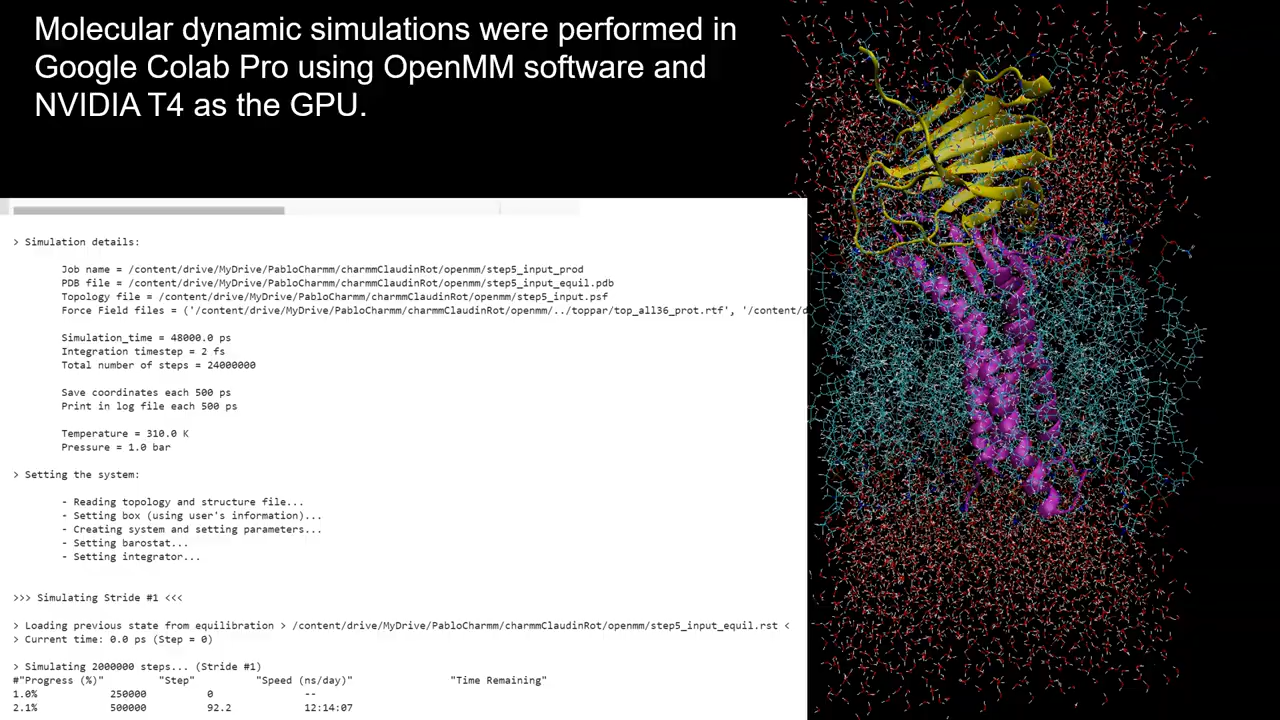 Molecular dynamic simulations were performed in
Google Colab Pro using OpenMM software and
NVIDIA T4 as the GPU.
> Simulation details:
Job name = /content/drive/MyDrive/PabloCharmm/charmmClaudinRot/openmm/step5_input_prod
PDB file = /content/drive/MyDrive/PabloCharmm/charmmClaudinRot/openmm/step5_input_equil.pdb
Topology file = /content/drive/MyDrive/PabloCharmm/charmmClaudinRot/openmm/step5_input.psf
Force Field files = ('/content/drive/MyDrive/PabloCharmm/charmmClaudinRot/openmm/../toppar/top_all36_prot.rtf', '/content/d
Simulation_time = 48000.0 ps
Integration timestep = 2 fs
Total number of steps = 24000000
Save coordinates each 500 ps
Print in log file each 500 ps
Temperature = 310.0 K
Pressure = 1.0 bar
> Setting the system:
- Reading topology and structure file...
- Setting box (using user's information)...
- Creating system and setting parameters...
- Setting barostat...
- Setting integrator...
>>> Simulating Stride #1 <<<
> Loading previous state from equilibration > /content/drive/MyDrive/PabloCharmm/charmmClaudinRot/openmm/step5_input_equil.rst <
> Current time: 0.0 ps (Step = 0)
> Simulating 2000000 steps... (Stride #1)
#"Progress (%)" "Step" "Speed (ns/day)" "Time Remaining"
1.0% 250000 0 --
2.1% 500000 92.2 12:14:07